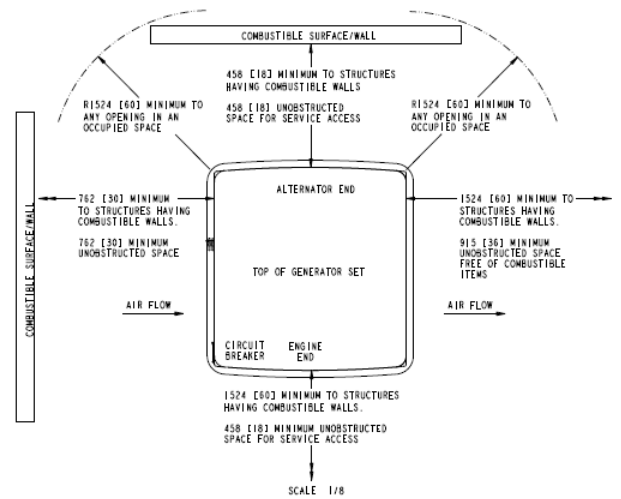 COMBUSTIBLE SURFACE/WALL
458 [18] MINIMUM TO STRUCTURES
HAVING COMBUSTIBLE WALLS
458 [18] UNOBSTRUCTED
SPACE FOR SERVICE ACCESS
R1524 [60] MINIMUM TO
ANY OPENING IN AN
OCCUPIED SPACE
R1524 [60] MINIMUM TO
ANY OPENING IN AN
OCCUPIED SPACE
COMBUSTIBLE SURFACE/WALL
762 [30] MINIMUM
TO STRUCTURES HAVING
COMBUSTIBLE WALLS.
762 [30] MINIMUM
UNOBSTRUCTED SPACE
ALTERNATOR END
TOP OF GENERATOR SET
1524 [60] MINIMUM TO
STRUCTURES HAVING
COMBUSTIBLE WALLS.
915 [36] MINIMUM
UNOBSTRUCTED SPACE
FREE OF COMBUSTIBLE
ITEMS
AIR FLOW
AIR FLOW
CIRCUIT
BREAKER
ENGINE
END
1524 [60] MINIMUM TO STRUCTURES
HAVING COMBUSTIBLE WALLS.
458 [18] MINIMUM UNOBSTRUCTED
SPACE FOR SERVICE ACCESS
SCALE 1/8